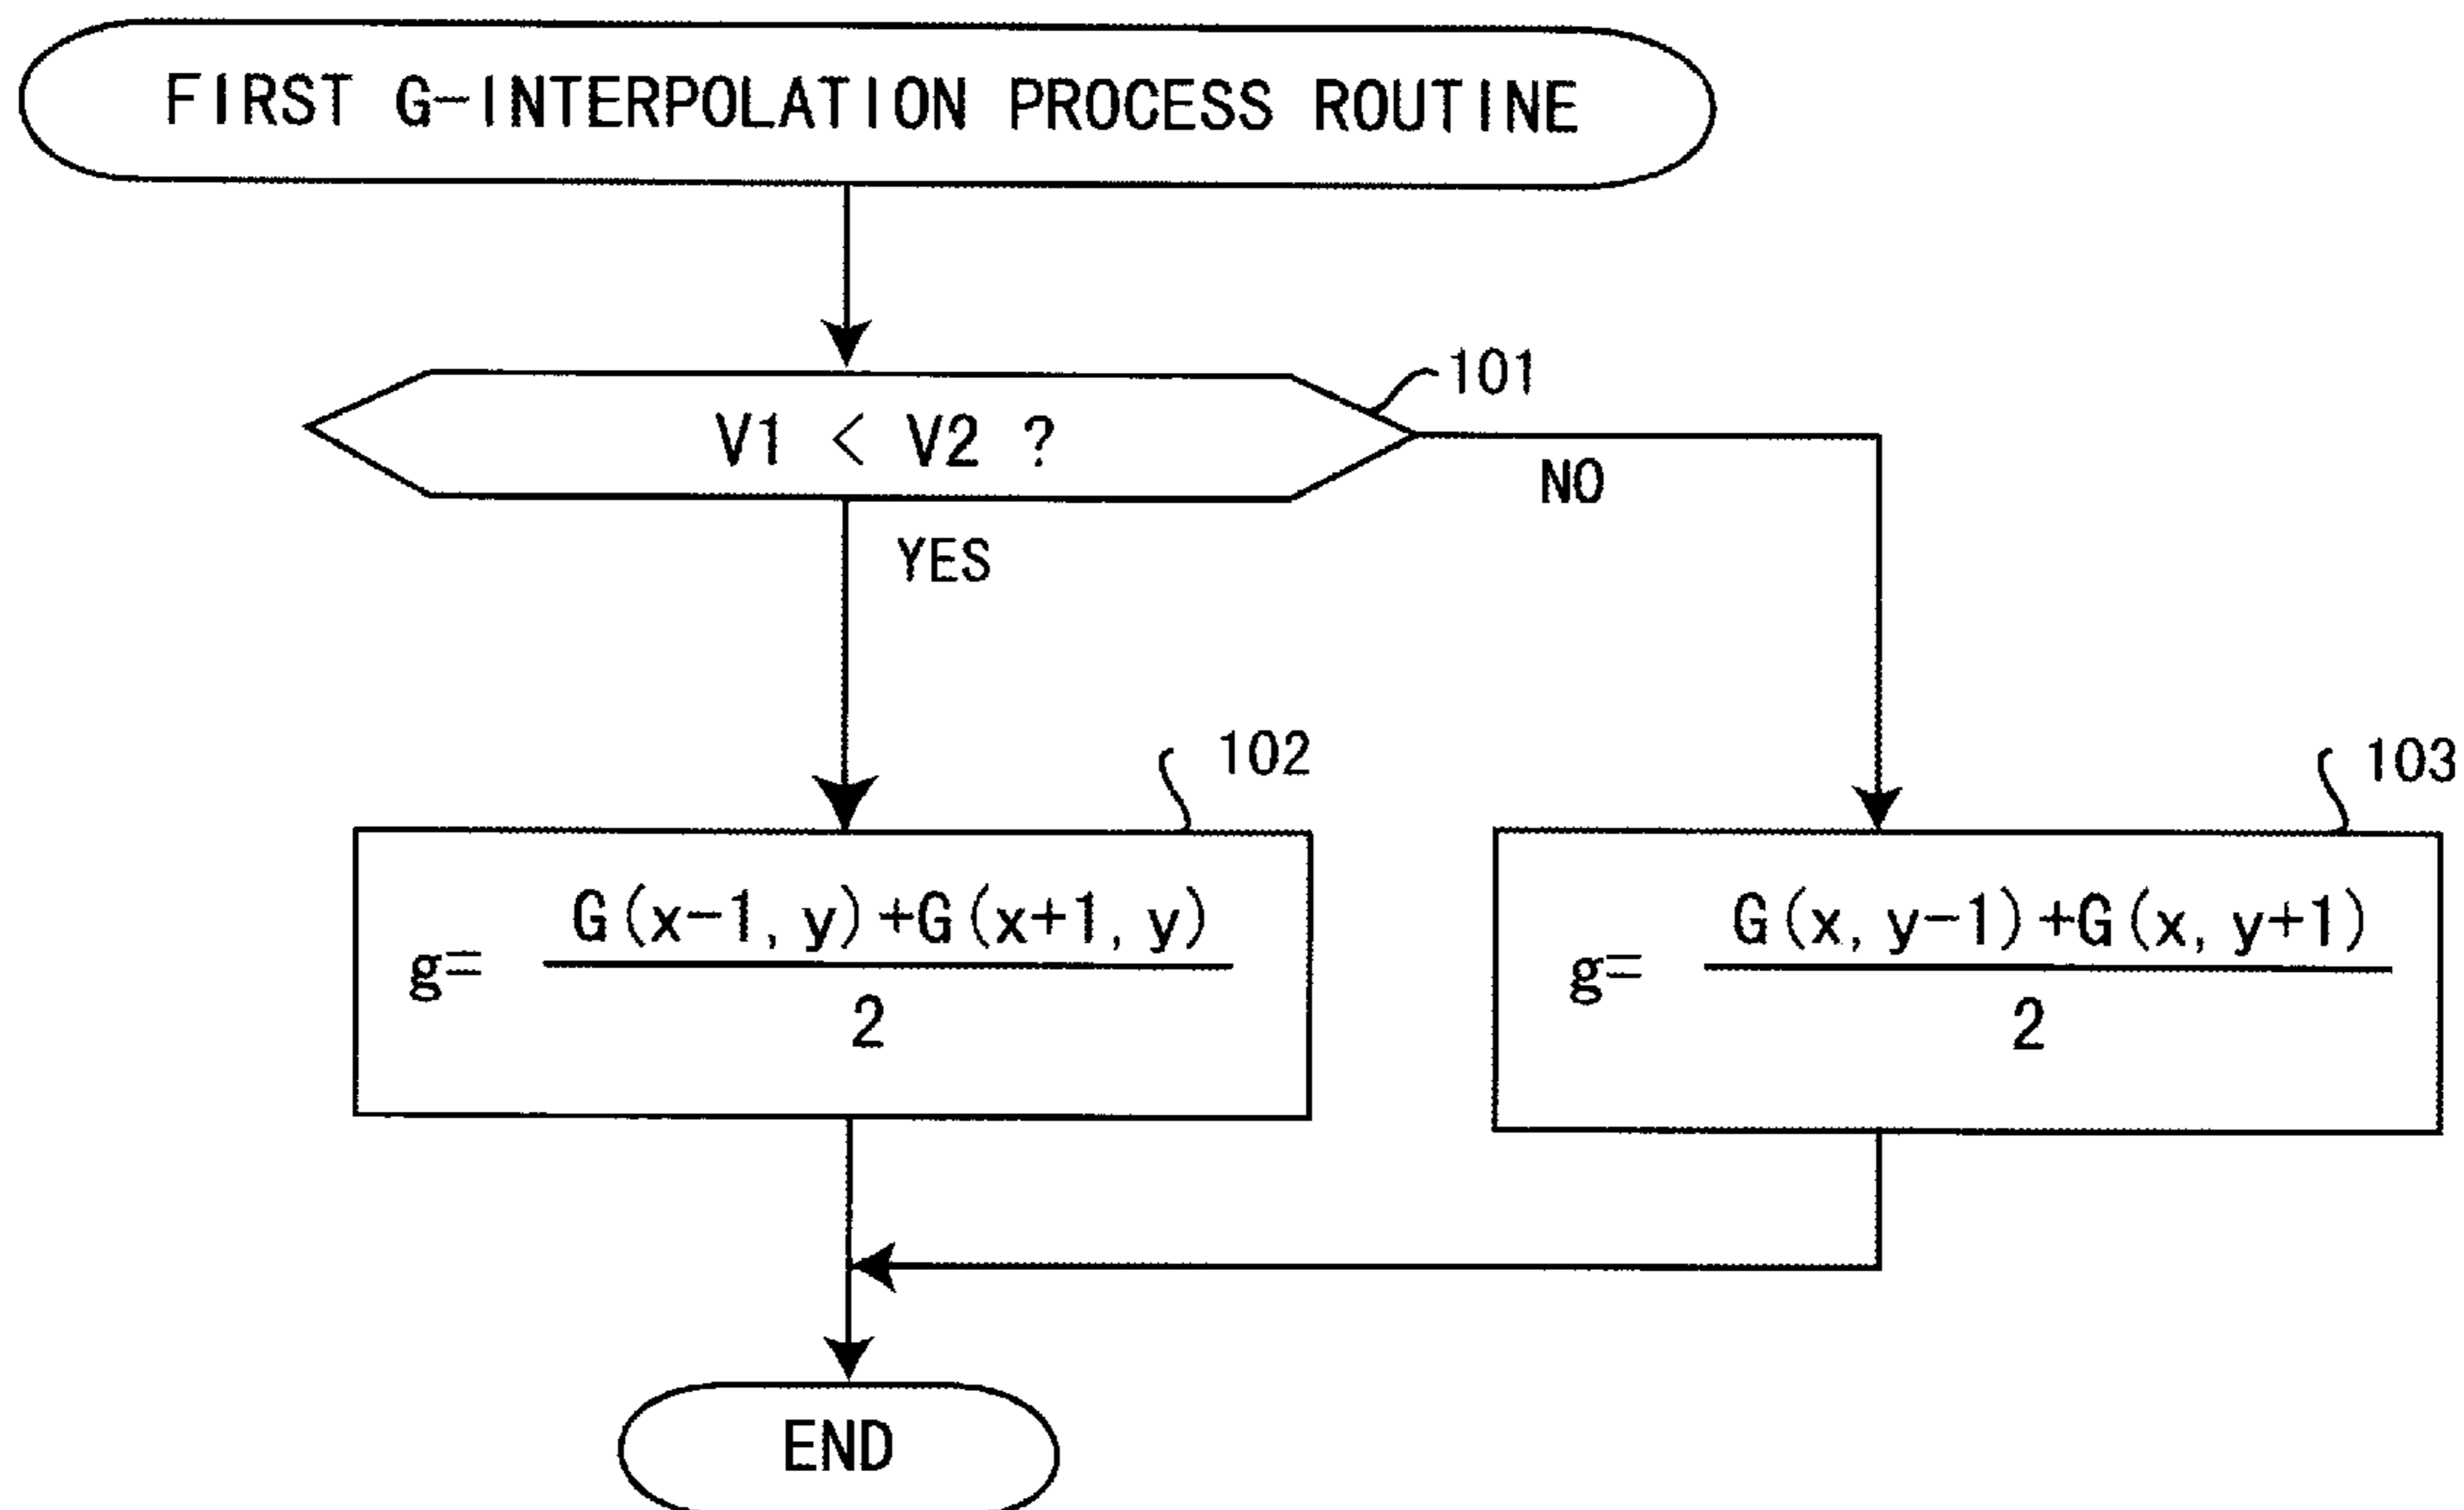 FIRST G-INTERPOLATION PROCESS ROUTINE
101
V1 < V2 ?
NO
YES
102
103
g= G(x-1, y)+G(x+1, y)
2
g= G(x, y-1)+G(x, y+1)
2
END